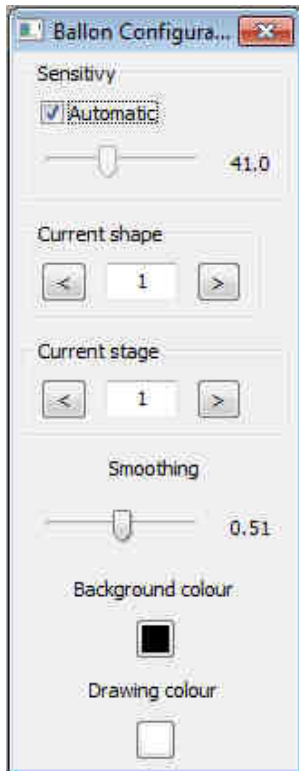 Ballon Configura...
Sensitivy
Automatic
41.0
Current shape
< 1 >
Current stage
< 1 >
Smoothing
0.51
Background colour
Drawing colour